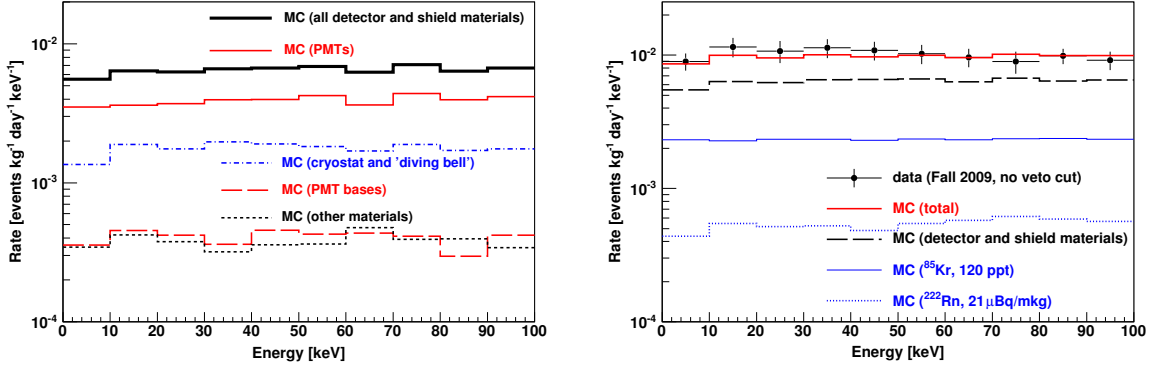 MC (all detector and shield materials)
MC (PMTs)
MC (cryostat and 'diving bell')
MC (PMT bases)
MC (other materials)
Rate [events kg⁻¹ day⁻¹ keV⁻¹]
10⁻²
10⁻³
10⁻⁴
0 10 20 30 40 50 60 70 80 90 100
Energy [keV]
data (Fall 2009, no veto cut)
MC (total)
MC (detector and shield materials)
MC (⁸⁵Kr, 120 ppt)
MC (²²²Rn, 21 μBq/mkg)
Rate [events kg⁻¹ day⁻¹ keV⁻¹]
10⁻²
10⁻³
10⁻⁴
0 10 20 30 40 50 60 70 80 90 100
Energy [keV]